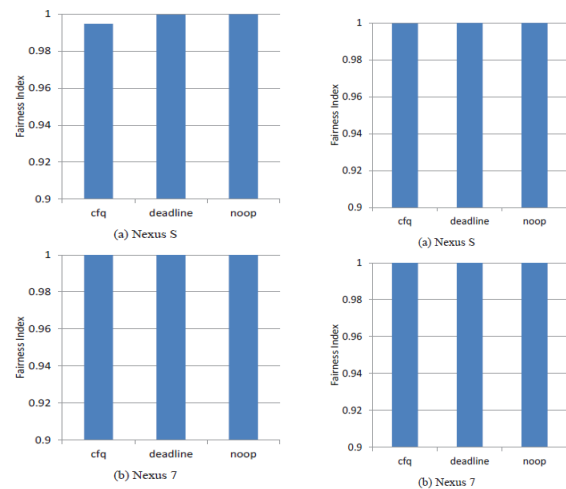 1
0.98
0.96
0.94
0.92
0.9
Fairness Index
cfq deadline noop
(a) Nexus S
1
0.98
0.96
0.94
0.92
0.9
Fairness Index
cfq deadline noop
(b) Nexus 7
1
0.98
0.96
0.94
0.92
0.9
Fairness Index
cfq deadline noop
(a) Nexus S
1
0.98
0.96
0.94
0.92
0.9
Fairness Index
cfq deadline noop
(b) Nexus 7